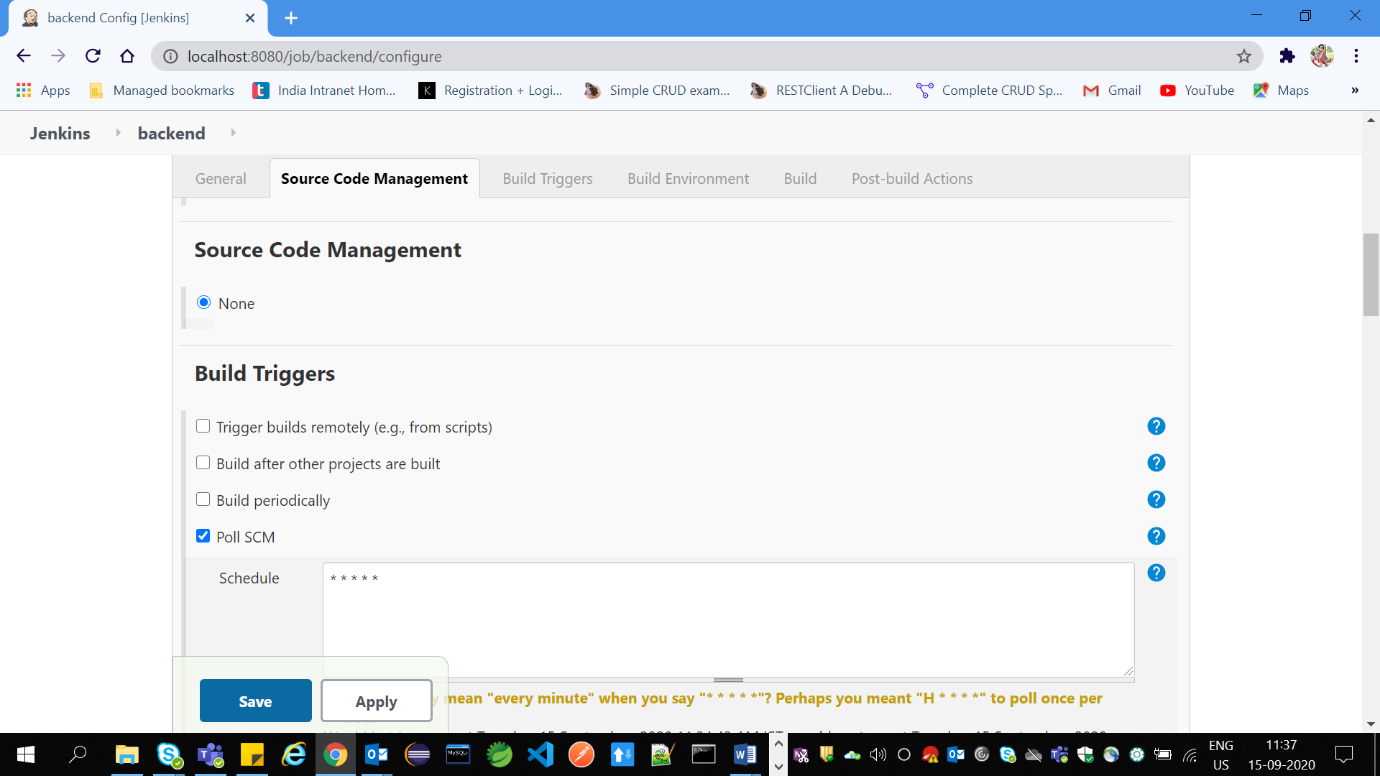 backend Config [Jenkins]
localhost:8080/job/backend/configure
Apps Managed bookmarks India Intranet Hom... Registration + Logi... Simple CRUD exam... RESTClient A Debu... Complete CRUD Sp... Gmail YouTube Maps »
Jenkins backend
General Source Code Management Build Triggers Build Environment Build Post-build Actions
Source Code Management
None
Build Triggers
Trigger builds remotely (e.g., from scripts)
Build after other projects are built
Build periodically
Poll SCM
Schedule * * * * *
mean "every minute" when you say "* * * * *"? Perhaps you meant "H * * * *" to poll once per
Save Apply
ENG 11:37
US 15-09-2020